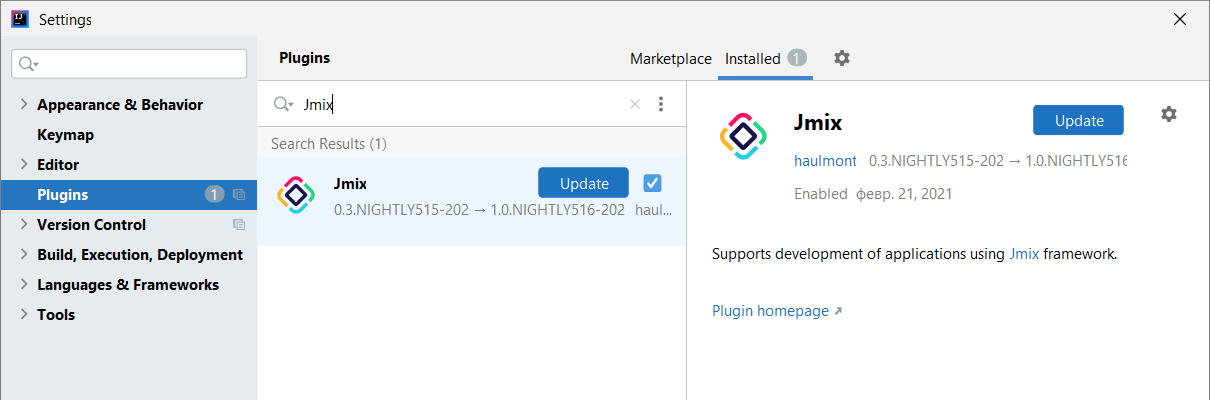 Settings
Plugins
Marketplace
Installed 1
Appearance & Behavior
Keymap
Editor
Plugins 1
Version Control
Build, Execution, Deployment
Languages & Frameworks
Tools
Jmix
Search Results (1)
Jmix
Update
0.3.NIGHTLY515-202 → 1.0.NIGHTLY516-202 haul...
Jmix
Update
haulmont 0.3.NIGHTLY515-202 → 1.0.NIGHTLY516
Enabled февр. 21, 2021
Supports development of applications using Jmix framework.
Plugin homepage ↗